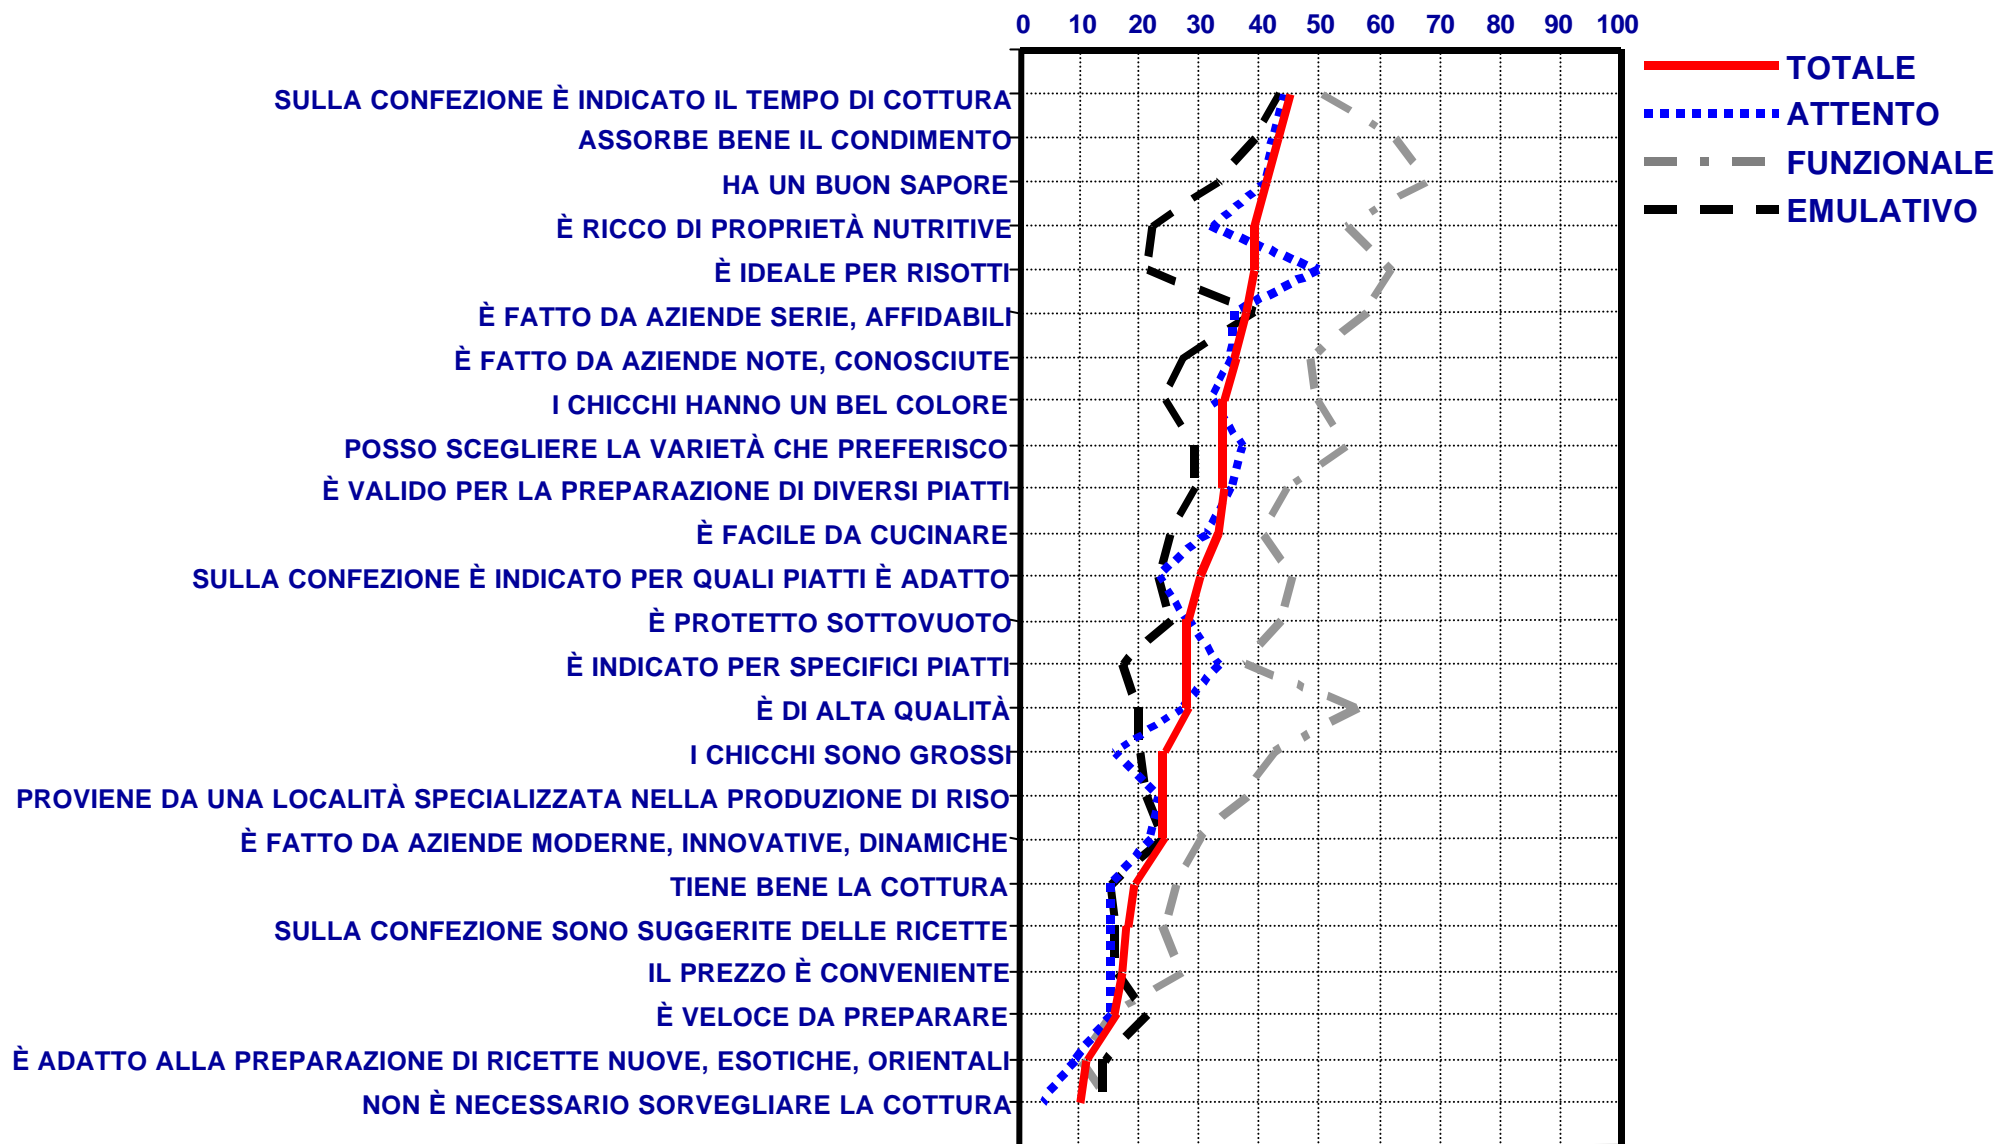 0 10 20 30 40 50 60 70 80 90 100
TOTALE
ATTENTO
FUNZIONALE
EMULATIVO
SULLA CONFEZIONE È INDICATO IL TEMPO DI COTTURA
ASSORBE BENE IL CONDIMENTO
HA UN BUON SAPORE
È RICCO DI PROPRIETÀ NUTRITIVE
È IDEALE PER RISOTTI
È FATTO DA AZIENDE SERIE, AFFIDABILI
È FATTO DA AZIENDE NOTE, CONOSCIUTE
I CHICCHI HANNO UN BEL COLORE
POSSO SCEGLIERE LA VARIETÀ CHE PREFERISCO
È VALIDO PER LA PREPARAZIONE DI DIVERSI PIATTI
È FACILE DA CUCINARE
SULLA CONFEZIONE È INDICATO PER QUALI PIATTI È ADATTO
È PROTETTO SOTTOVUOTO
È INDICATO PER SPECIFICI PIATTI
È DI ALTA QUALITÀ
I CHICCHI SONO GROSSI
PROVIENE DA UNA LOCALITÀ SPECIALIZZATA NELLA PRODUZIONE DI RISO
È FATTO DA AZIENDE MODERNE, INNOVATIVE, DINAMICHE
TIENE BENE LA COTTURA
SULLA CONFEZIONE SONO SUGGERITE DELLE RICETTE
IL PREZZO È CONVENIENTE
È VELOCE DA PREPARARE
È ADATTO ALLA PREPARAZIONE DI RICETTE NUOVE, ESOTICHE, ORIENTALI
NON È NECESSARIO SORVEGLIARE LA COTTURA